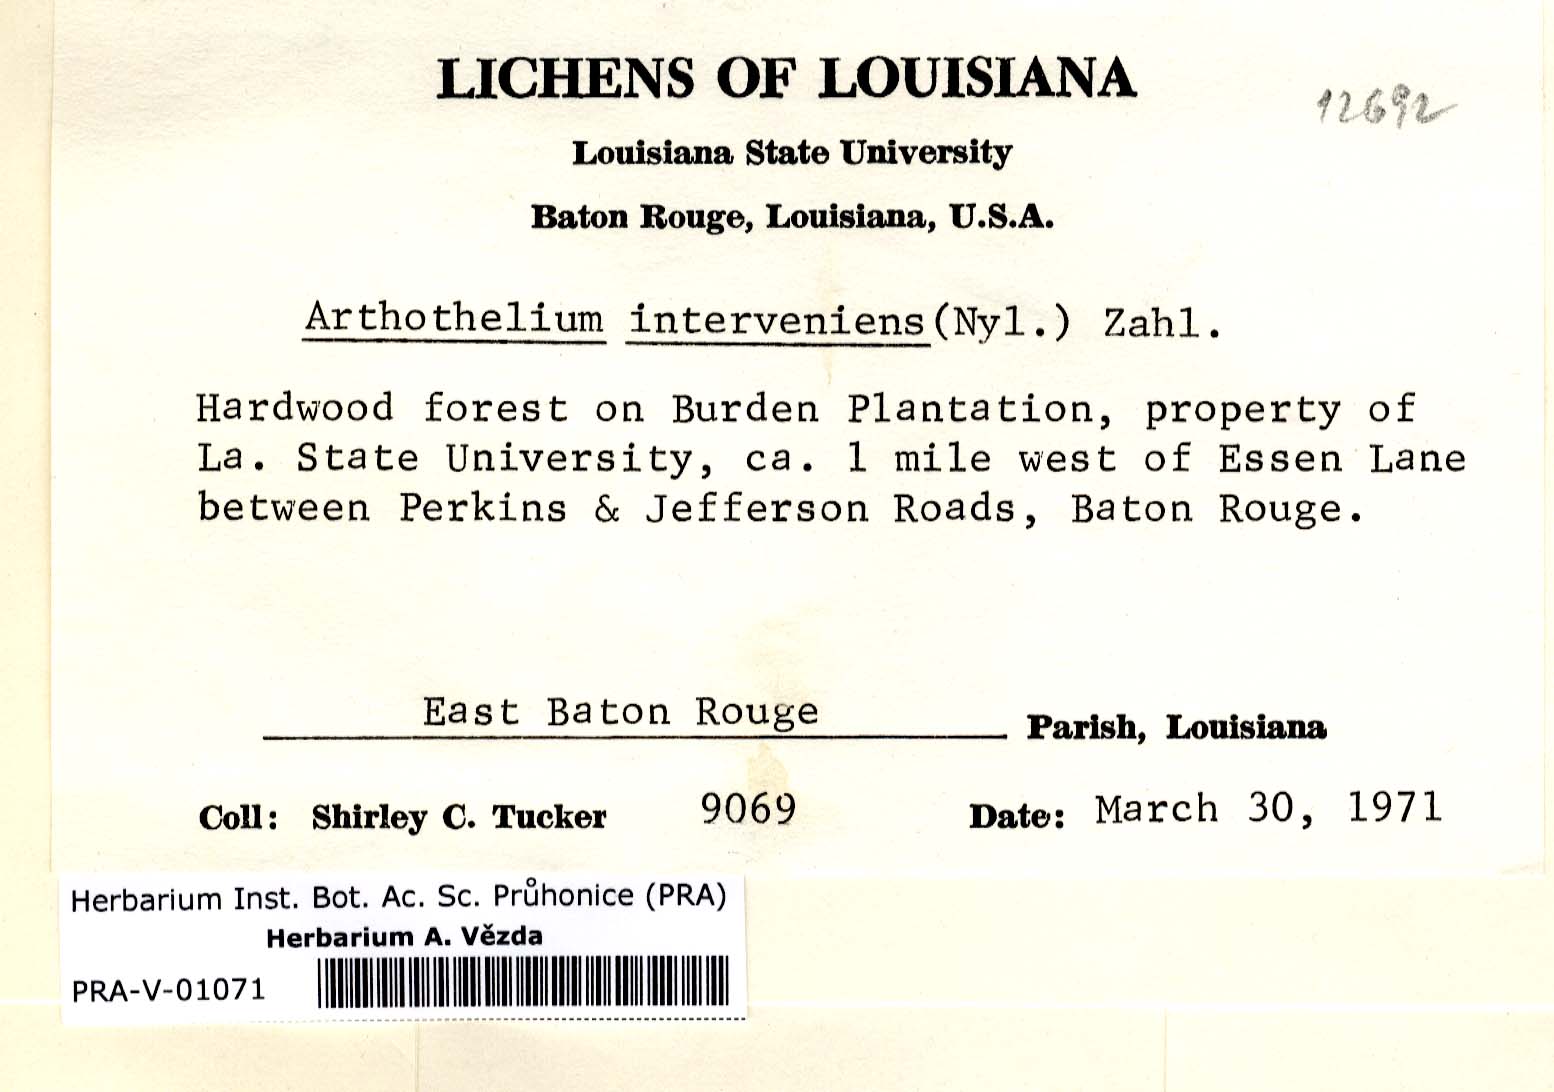 LICHENS OF LOUISIANA
12692
Louisiana State University
Baton Rouge, Louisiana, U.S.A.
Arthothelium interveniens(Nyl.) Zahl.
Hardwood forest on Burden Plantation, property of
La. State University, ca. 1 mile west of Essen Lane
between Perkins & Jefferson Roads, Baton Rouge.
East Baton Rouge Parish, Louisiana
Coll: Shirley C. Tucker 9069 Date: March 30, 1971
Herbarium Inst. Bot. Ac. Sc. Průhonice (PRA)
Herbarium A. Vězda
PRA-V-01071